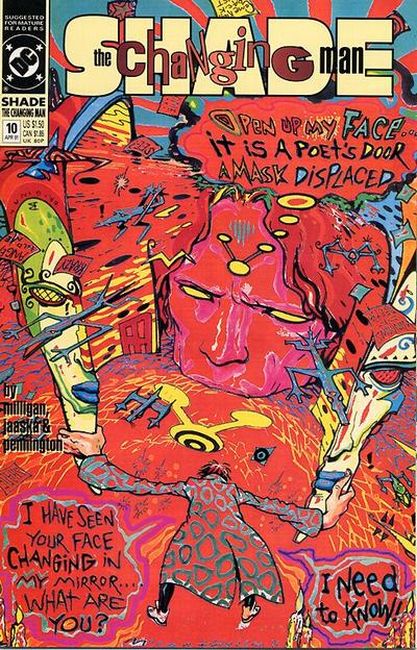 SUGGESTED
FOR MATURE
READERS
DC
SHADE
the changing man
SHADE
THE CHANGING MAN
10
APR 91
US $1.50
CAN $1.85
UK 80P
OPEN UP MY FACE...
IT IS A POET'S DOOR
A MASK DISPLACED
by
milligan,
jaaske &
pennington
I HAVE SEEN
YOUR FACE
CHANGING IN
MY MIRROR....
WHAT ARE
YOU?
I NEED
to KNOW!